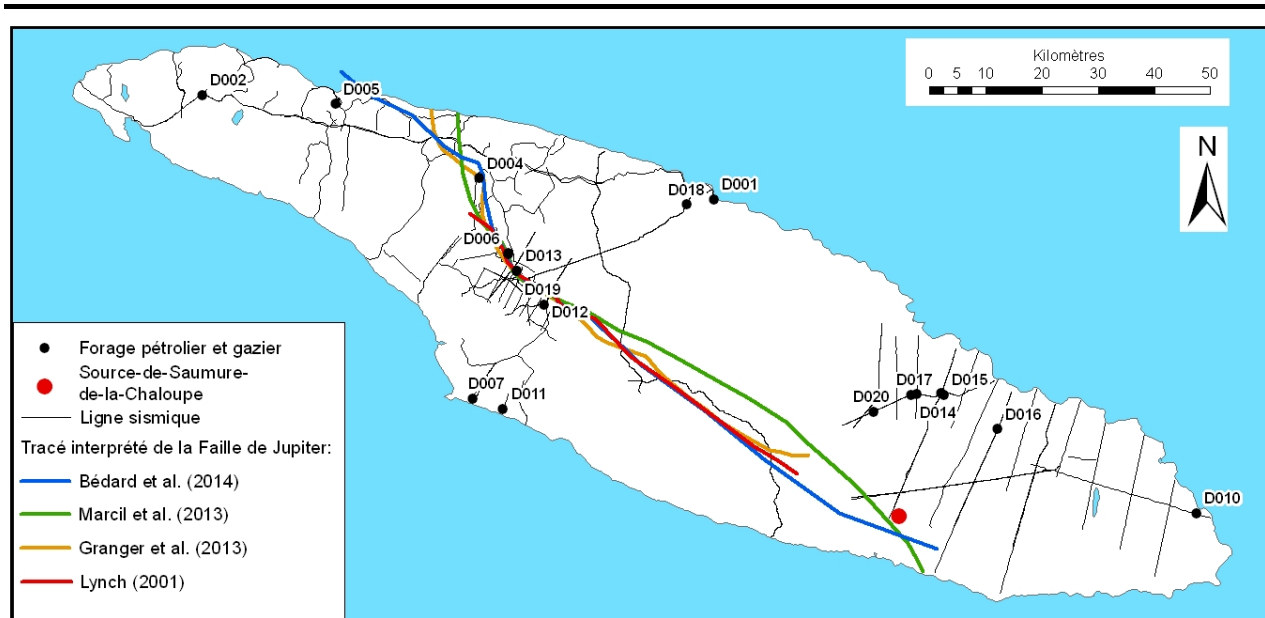 Kilomètres
0 5 10 20 30 40 50
N
D002
D005
D004
D018
D001
D006
D013
D019
D012
D007
D011
D017
D015
D020
D014
D016
D010
Forage pétrolier et gazier
Source-de-Saumure-
de-la-Chaloupe
Ligne sismique
Tracé interprété de la Faille de Jupiter:
Bédard et al. (2014)
Marcil et al. (2013)
Granger et al. (2013)
Lynch (2001)